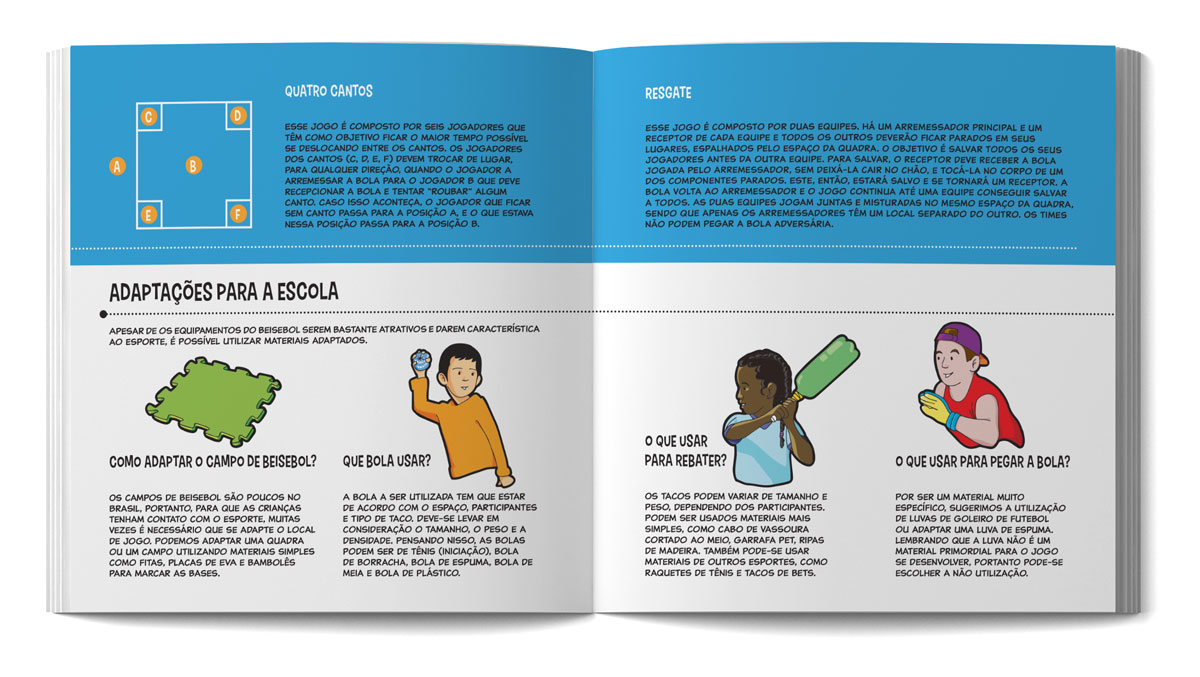 QUATRO CANTOS
C
D
A
B
E
F
ESSE JOGO É COMPOSTO POR SEIS JOGADORES QUE
TÊM COMO OBJETIVO FICAR O MAIOR TEMPO POSSÍVEL
SE DESLOCANDO ENTRE OS CANTOS. OS JOGADORES
DOS CANTOS (C, D, E, F) DEVEM TROCAR DE LUGAR,
PARA QUALQUER DIREÇÃO, QUANDO O JOGADOR A
ARREMESSAR A BOLA PARA O JOGADOR B QUE DEVE
RECEPCIONAR A BOLA E TENTAR "ROUBAR" ALGUM
CANTO. CASO ISSO ACONTEÇA, O JOGADOR QUE FICAR
SEM CANTO PASSA PARA A POSIÇÃO A, E O QUE ESTAVA
NESSA POSIÇÃO PASSA PARA A POSIÇÃO B.
RESGATE
ESSE JOGO É COMPOSTO POR DUAS EQUIPES. HÁ UM ARREMESSADOR PRINCIPAL E UM
RECEPTOR DE CADA EQUIPE E TODOS OS OUTROS DEVERÃO FICAR PARADOS EM SEUS
LUGARES, ESPALHADOS PELO ESPAÇO DA QUADRA. O OBJETIVO É SALVAR TODOS OS SEUS
JOGADORES ANTES DA OUTRA EQUIPE. PARA SALVAR, O RECEPTOR DEVE RECEBER A BOLA
JOGADA PELO ARREMESSADOR, SEM DEIXÁ-LA CAIR NO CHÃO, E TOCÁ-LA NO CORPO DE UM
DOS COMPONENTES PARADOS. ESTE, ENTÃO, ESTARÁ SALVO E SE TORNARÁ UM RECEPTOR. A
BOLA VOLTA AO ARREMESSADOR E O JOGO CONTINUA ATÉ UMA EQUIPE CONSEGUIR SALVAR
A TODOS. AS DUAS EQUIPES JOGAM JUNTAS E MISTURADAS NO MESMO ESPAÇO DA QUADRA,
SENDO QUE APENAS OS ARREMESSADORES TÊM UM LOCAL SEPARADO DO OUTRO. OS TIMES
NÃO PODEM PEGAR A BOLA ADVERSÁRIA.
ADAPTAÇÕES PARA A ESCOLA
APESAR DE OS EQUIPAMENTOS DO BEISEBOL SEREM BASTANTE ATRATIVOS E DAREM CARACTERÍSTICA
AO ESPORTE, É POSSÍVEL UTILIZAR MATERIAIS ADAPTADOS.
COMO ADAPTAR O CAMPO DE BEISEBOL?
OS CAMPOS DE BEISEBOL SÃO POUCOS NO
BRASIL, PORTANTO, PARA QUE AS CRIANÇAS
TENHAM CONTATO COM O ESPORTE, MUITAS
VEZES É NECESSÁRIO QUE SE ADAPTE O LOCAL
DE JOGO. PODEMOS ADAPTAR UMA QUADRA
OU UM CAMPO UTILIZANDO MATERIAIS SIMPLES
COMO FITAS, PLACAS DE EVA E BAMBOLÊS
PARA MARCAR AS BASES.
QUE BOLA USAR?
A BOLA A SER UTILIZADA TEM QUE ESTAR
DE ACORDO COM O ESPAÇO, PARTICIPANTES
E TIPO DE TACO. DEVE-SE LEVAR EM
CONSIDERAÇÃO O TAMANHO, O PESO E A
DENSIDADE. PENSANDO NISSO, AS BOLAS
PODEM SER DE TÊNIS (INICIAÇÃO), BOLA
DE BORRACHA, BOLA DE ESPUMA, BOLA DE
MEIA E BOLA DE PLÁSTICO.
O QUE USAR
PARA REBATER?
OS TACOS PODEM VARIAR DE TAMANHO E
PESO, DEPENDENDO DOS PARTICIPANTES.
PODEM SER USADOS MATERIAIS MAIS
SIMPLES, COMO CABO DE VASSOURA
CORTADO AO MEIO, GARRAFA PET, RIPAS
DE MADEIRA. TAMBÉM PODE-SE USAR
MATERIAIS DE OUTROS ESPORTES, COMO
RAQUETES DE TÊNIS E TACOS DE BETS.
O QUE USAR PARA PEGAR A BOLA?
POR SER UM MATERIAL MUITO
ESPECÍFICO, SUGERIMOS A UTILIZAÇÃO
DE LUVAS DE GOLEIRO DE FUTEBOL
OU ADAPTAR UMA LUVA DE ESPUMA.
LEMBRANDO QUE A LUVA NÃO É UM
MATERIAL PRIMORDIAL PARA O JOGO
SE DESENVOLVER, PORTANTO PODE-SE
ESCOLHER A NÃO UTILIZAÇÃO.